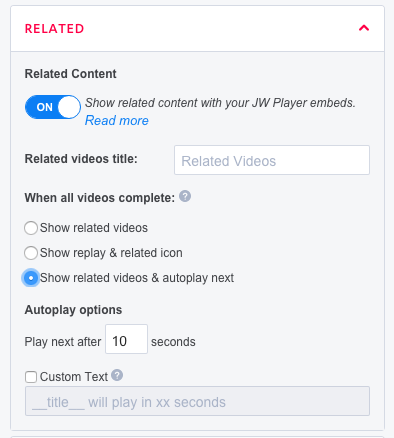 RELATED
Related Content
ON
Show related content with your JW Player embeds.
Read more
Related videos title: Related Videos
When all videos complete: ?
Show related videos
Show replay & related icon
Show related videos & autoplay next
Autoplay options
Play next after 10 seconds
Custom Text ?
__title__ will play in xx seconds